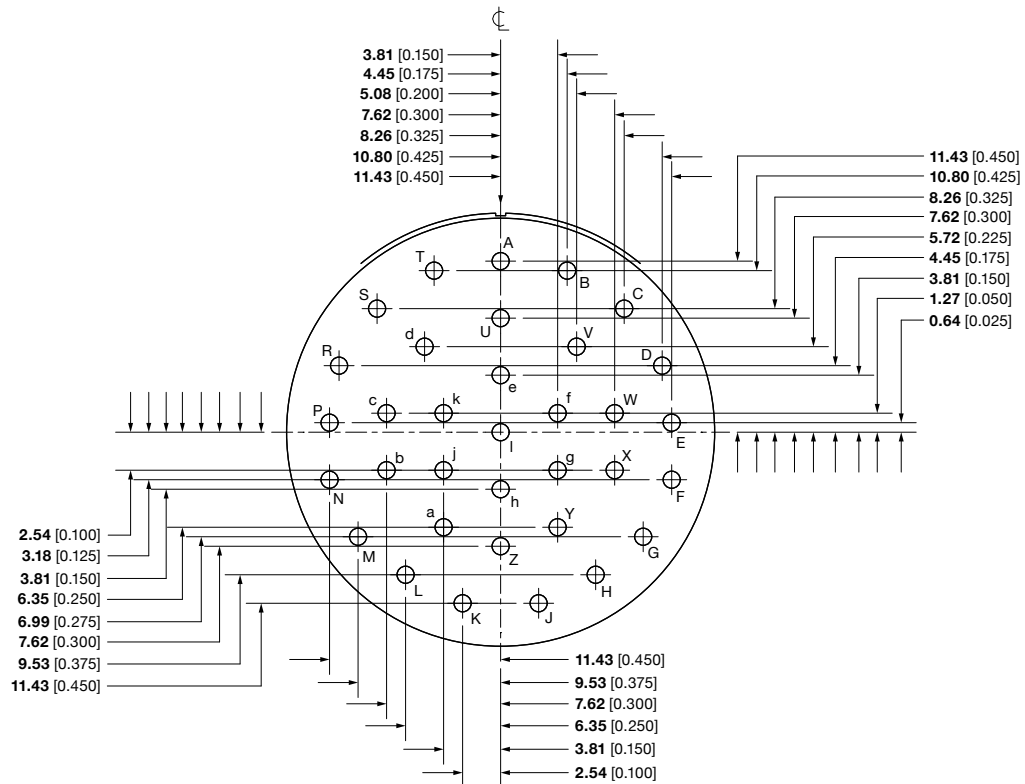 ℄
3.81 [0.150]
4.45 [0.175]
5.08 [0.200]
7.62 [0.300]
8.26 [0.325]
10.80 [0.425]
11.43 [0.450]
11.43 [0.450]
10.80 [0.425]
8.26 [0.325]
7.62 [0.300]
5.72 [0.225]
4.45 [0.175]
3.81 [0.150]
1.27 [0.050]
0.64 [0.025]
A
T
B
S
C
U
d
V
R
D
e
c
k
f
W
P
E
l
b
j
g
X
N
h
F
a
Y
M
Z
G
L
H
K
J
2.54 [0.100]
3.18 [0.125]
3.81 [0.150]
6.35 [0.250]
6.99 [0.275]
7.62 [0.300]
9.53 [0.375]
11.43 [0.450]
11.43 [0.450]
9.53 [0.375]
7.62 [0.300]
6.35 [0.250]
3.81 [0.150]
2.54 [0.100]